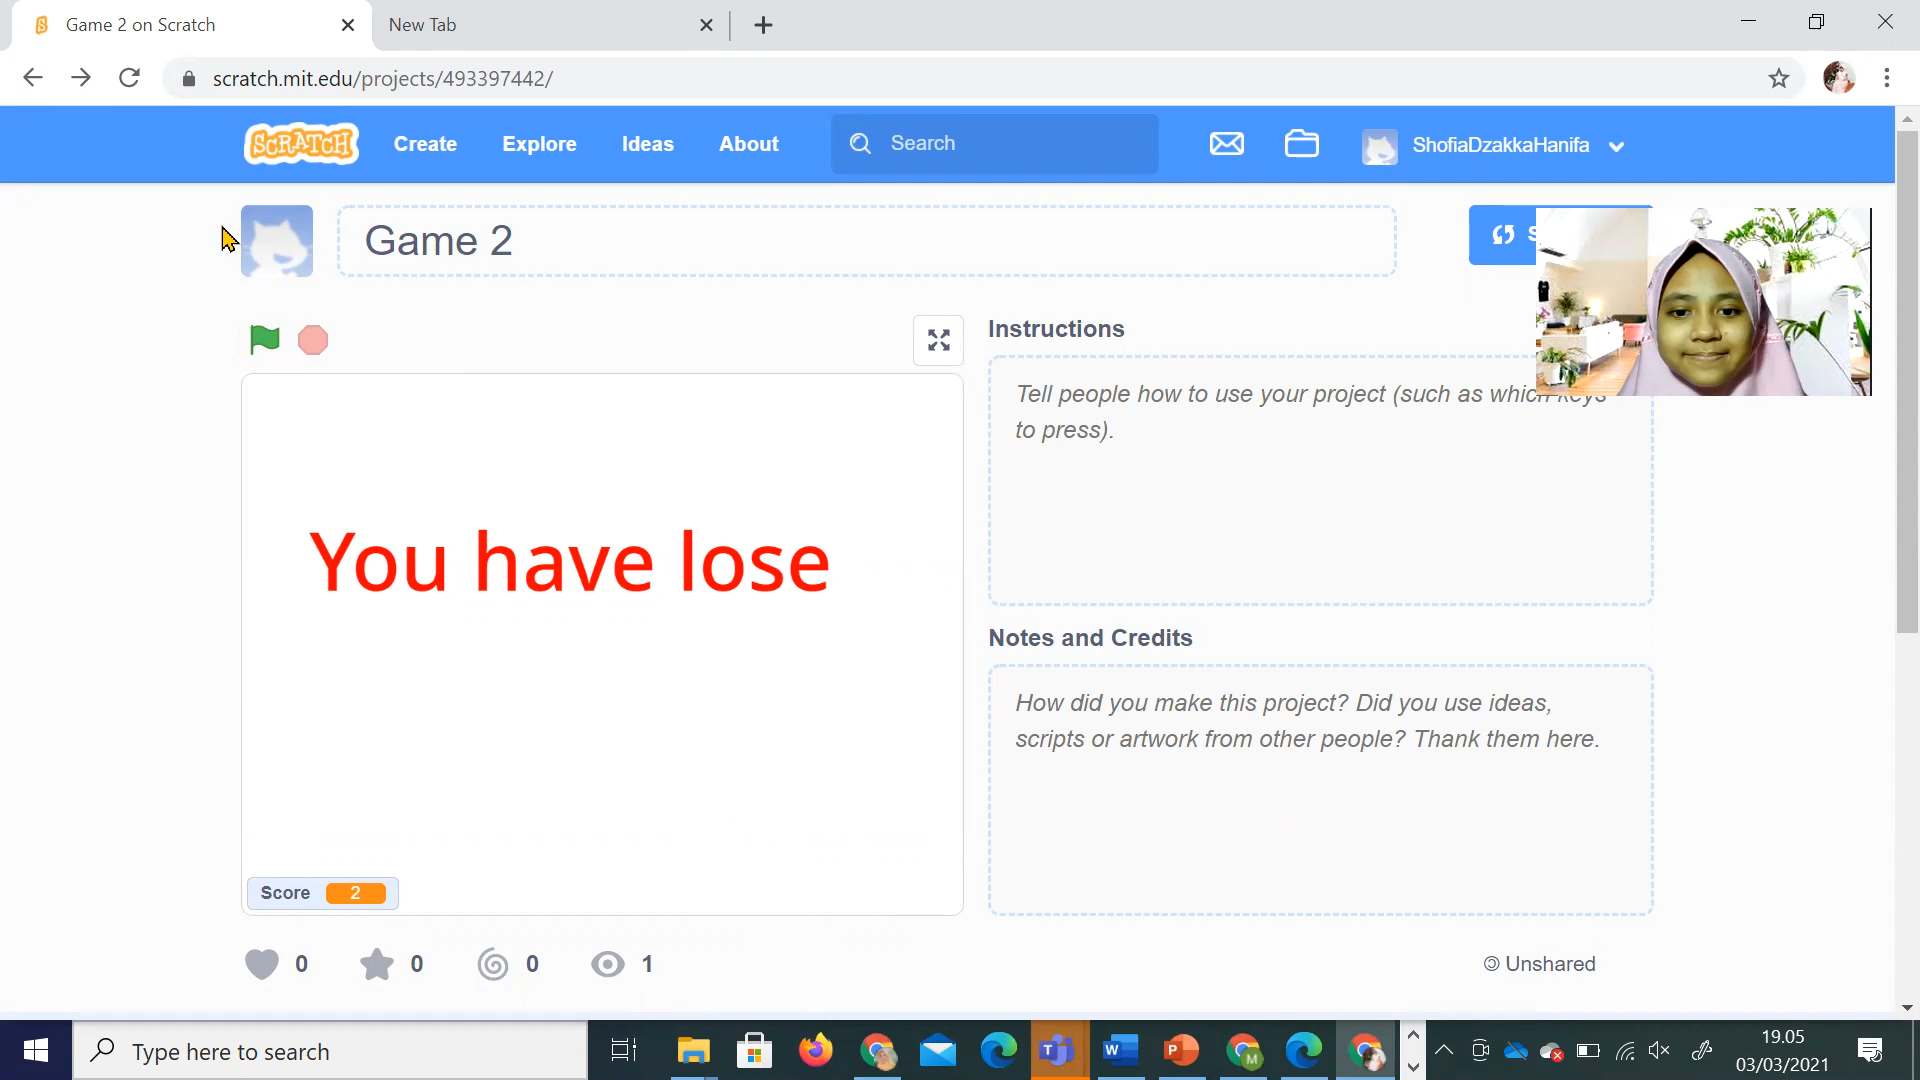 Game 2 on Scratch
New Tab
scratch.mit.edu/projects/493397442/
SCRATCH
Create
Explore
Ideas
About
Search
ShofiaDzakkaHanifa
Game 2
S
Instructions
Tell people how to use your project (such as which keys
to press).
You have lose
Score 2
Notes and Credits
How did you make this project? Did you use ideas,
scripts or artwork from other people? Thank them here.
0
0
0
1
Unshared
Type here to search
19.05
03/03/2021